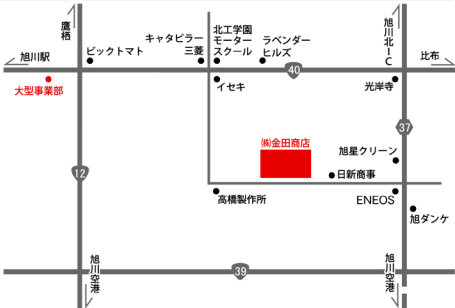 鷹栖
旭川北IC
キャタピラー
三菱
北工学園
モーター
スクール
ラベンダー
ヒルズ
旭川駅
ビックトマト
比布
大型事業部
イセキ
40
光岸寺
37
㈱金田商店
旭星クリーン
12
日新商事
高橋製作所
ENEOS
旭ダンケ
旭川空港
39
旭川空港